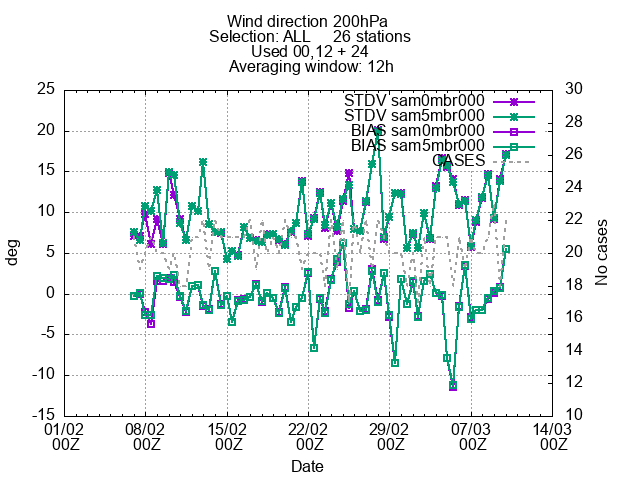 Wind direction 200hPa
Selection: ALL 26 stations
Used 00,12 + 24
Averaging window: 12h
25
20
15
10
5
0
-5
-10
-15
deg
30
28
26
24
22
20
18
16
14
12
10
No cases
STDV sam0mbr000
STDV sam5mbr000
BIAS sam0mbr000
BIAS sam5mbr000
CASES
01/02 08/02 15/02 22/02 29/02 07/03 14/03
00Z 00Z 00Z 00Z 00Z 00Z 00Z
Date